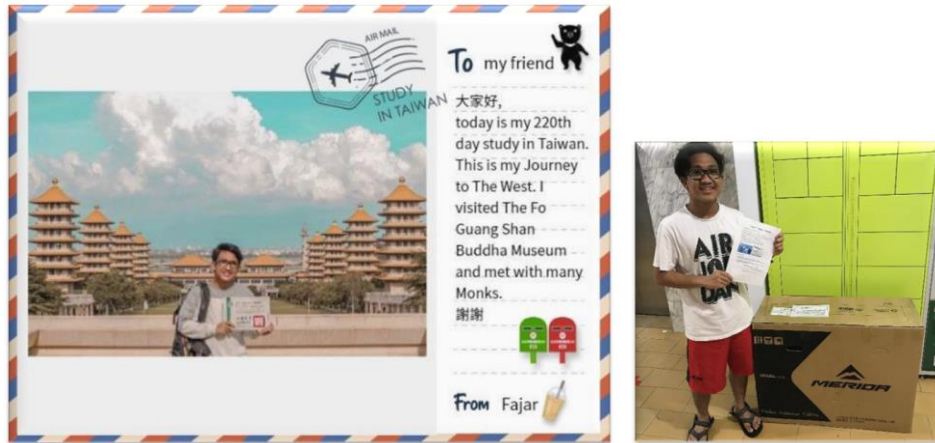 AIR MAIL
STUDY
IN TAIWAN
To my friend
大家好,
today is my 220th
day study in Taiwan.
This is my Journey
to The West. I
visited The Fo
Guang Shan
Buddha Museum
and met with many
Monks.
謝謝
From Fajar
AIR
JOR
DAN
MERIDA